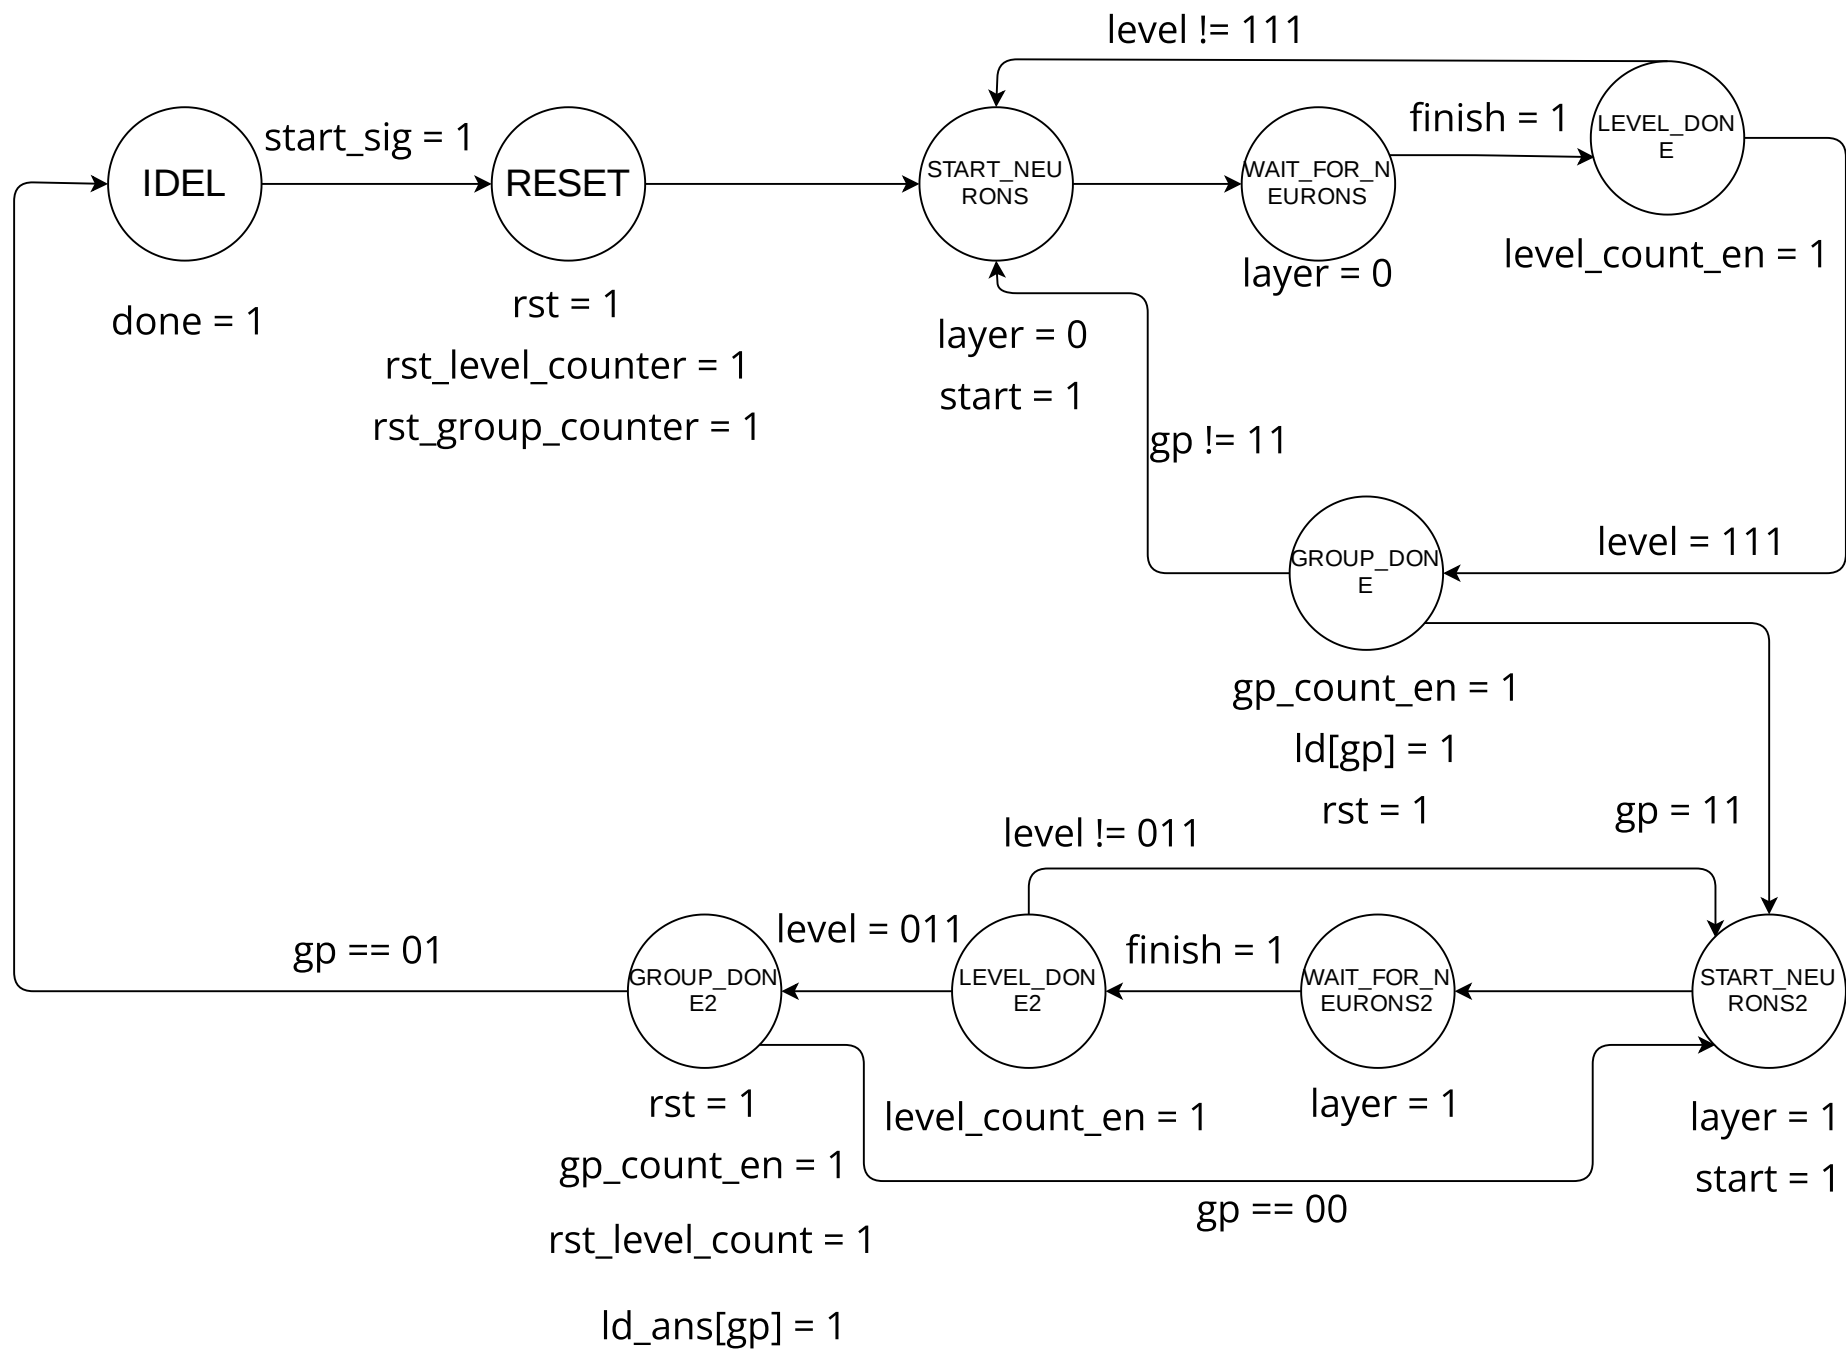 level != 111
start_sig = 1
finish = 1
LEVEL_DON
E
IDEL
RESET
START_NEU
RONS
WAIT_FOR_N
EURONS
level_count_en = 1
layer = 0
done = 1
rst = 1
rst_level_counter = 1
rst_group_counter = 1
layer = 0
start = 1
gp != 11
level = 111
GROUP_DON
E
gp_count_en = 1
ld[gp] = 1
rst = 1
gp = 11
level != 011
gp == 01
level = 011
finish = 1
GROUP_DON
E2
LEVEL_DON
E2
WAIT_FOR_N
EURONS2
START_NEU
RONS2
rst = 1
gp_count_en = 1
rst_level_count = 1
ld_ans[gp] = 1
level_count_en = 1
layer = 1
layer = 1
start = 1
gp == 00